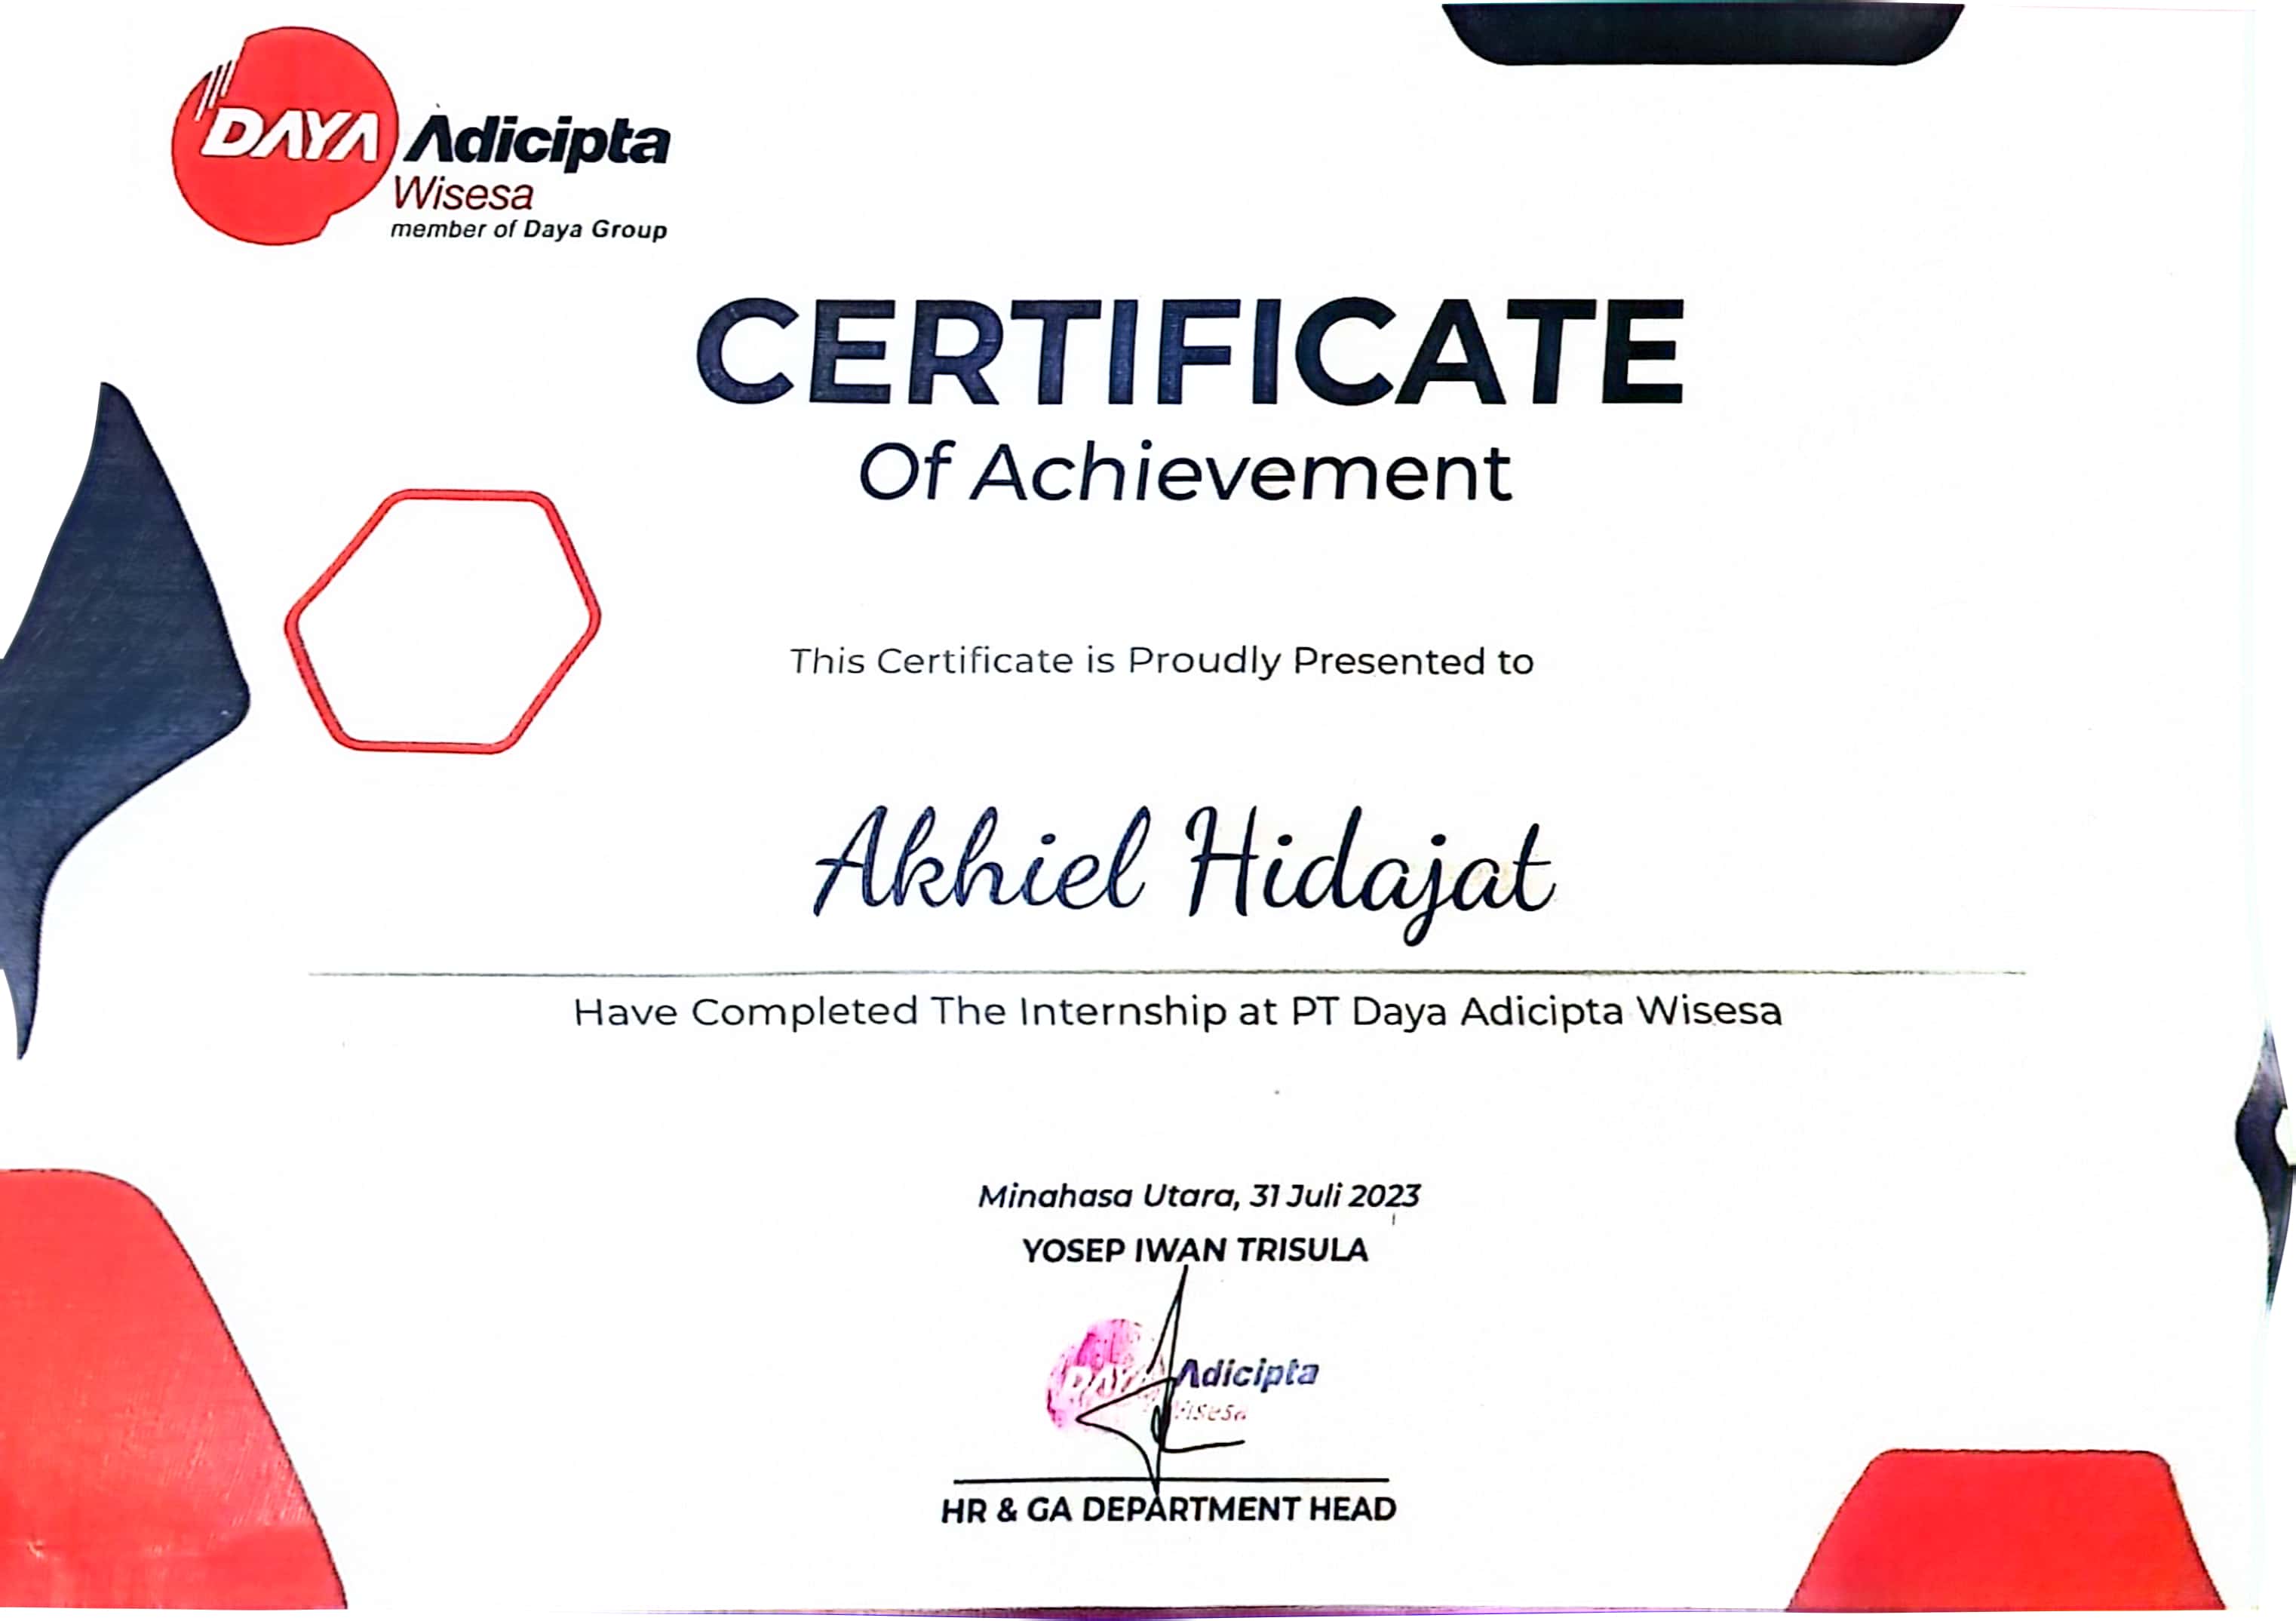 DAYA Adicipta
Wisesa
member of Daya Group
CERTIFICATE
Of Achievement
This Certificate is Proudly Presented to
Akhiel Hidajat
Have Completed The Internship at PT Daya Adicipta Wisesa
Minahasa Utara, 31 Juli 2023
YOSEP IWAN TRISULA
DAYA Adicipta
Wisesa
HR & GA DEPARTMENT HEAD